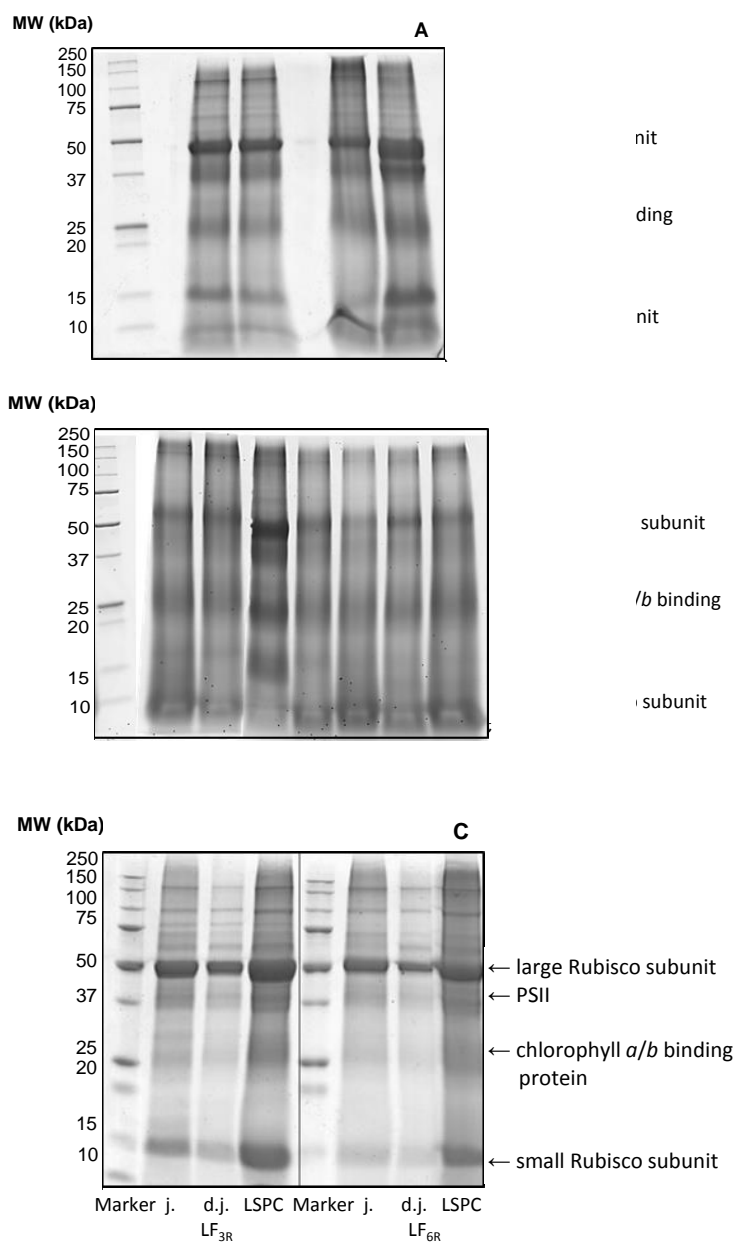 MW (kDa)
A
250
150
100
75
50
37
25
20
15
10
nit
ding
nit
MW (kDa)
250
150
100
75
50
37
25
20
15
10
subunit
/b binding
subunit
MW (kDa)
C
250
150
100
75
50
37
25
20
15
10
← large Rubisco subunit
← PSII
← chlorophyll a/b binding
protein
← small Rubisco subunit
Marker j. d.j. LSPC Marker j. d.j. LSPC
LF3R LF6R